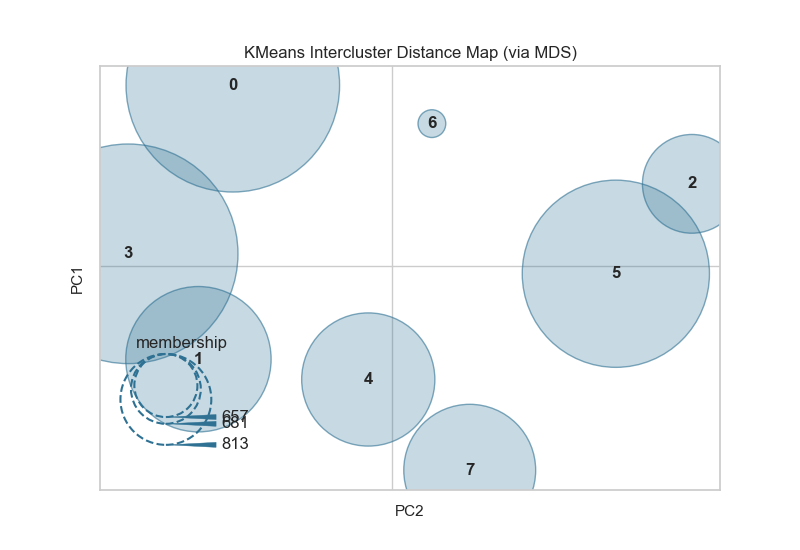 KMeans Intercluster Distance Map (via MDS)
0
6
2
3
5
PC1
membership
1
4
657
681
813
7
PC2